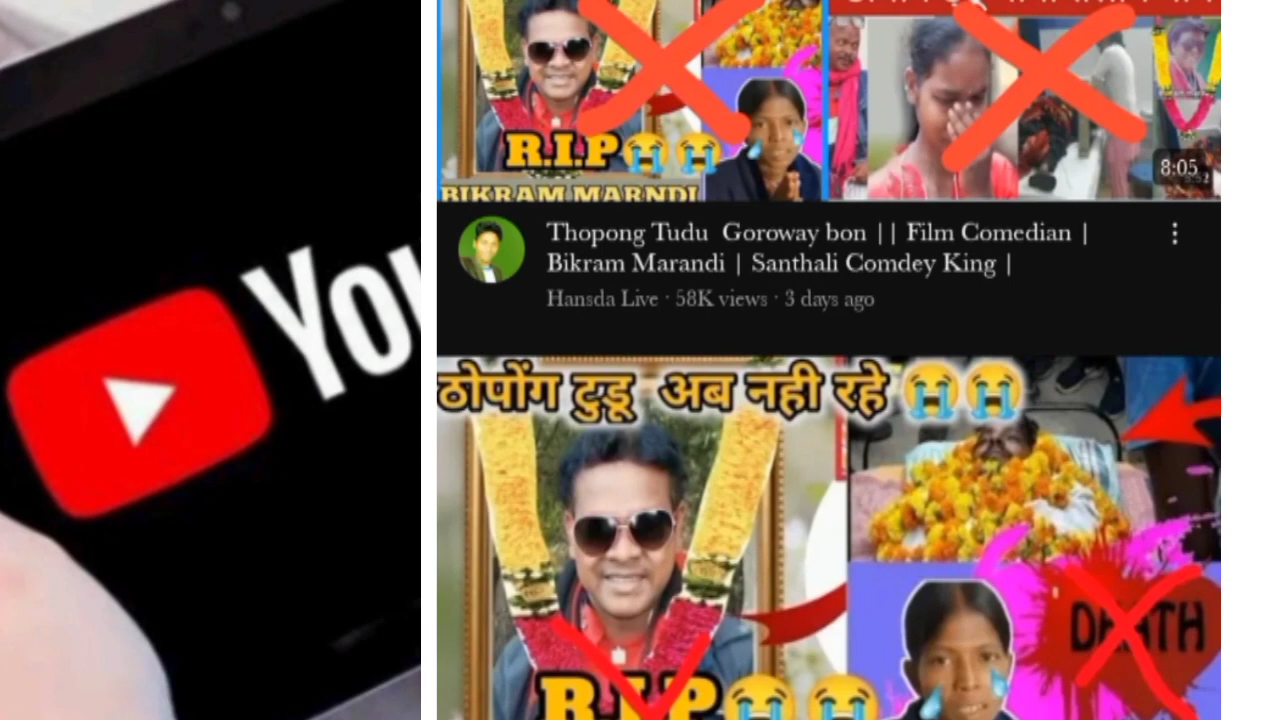 You
R.I.P😭😭
BIKRAM MARNDI
8:05
Thopong Tudu Goroway bon || Film Comedian |
Bikram Marandi | Santhali Comdey King |
Hansda Live · 58K views · 3 days ago
ठोपोंग टुडू अब नही रहे 😭😭
DEATH
R.I.P😭😭